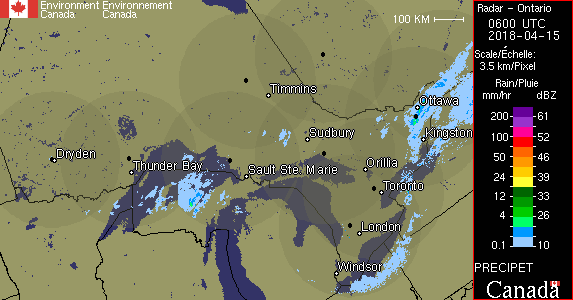 Environment Environnement
Canada Canada
100 KM
Timmins
Ottawa
Sudbury
Kingston
Dryden
Thunder Bay
Sault Ste. Marie
Orillia
Toronto
London
Windsor
Radar - Ontario
0600 UTC
2018-04-15
Scale/Échelle:
3.5 km/Pixel
Rain/Pluie
mm/hr dBZ
200 61
100 52
50 46
24 39
12 33
4 26
0.1 10
PRECIPET
Canada